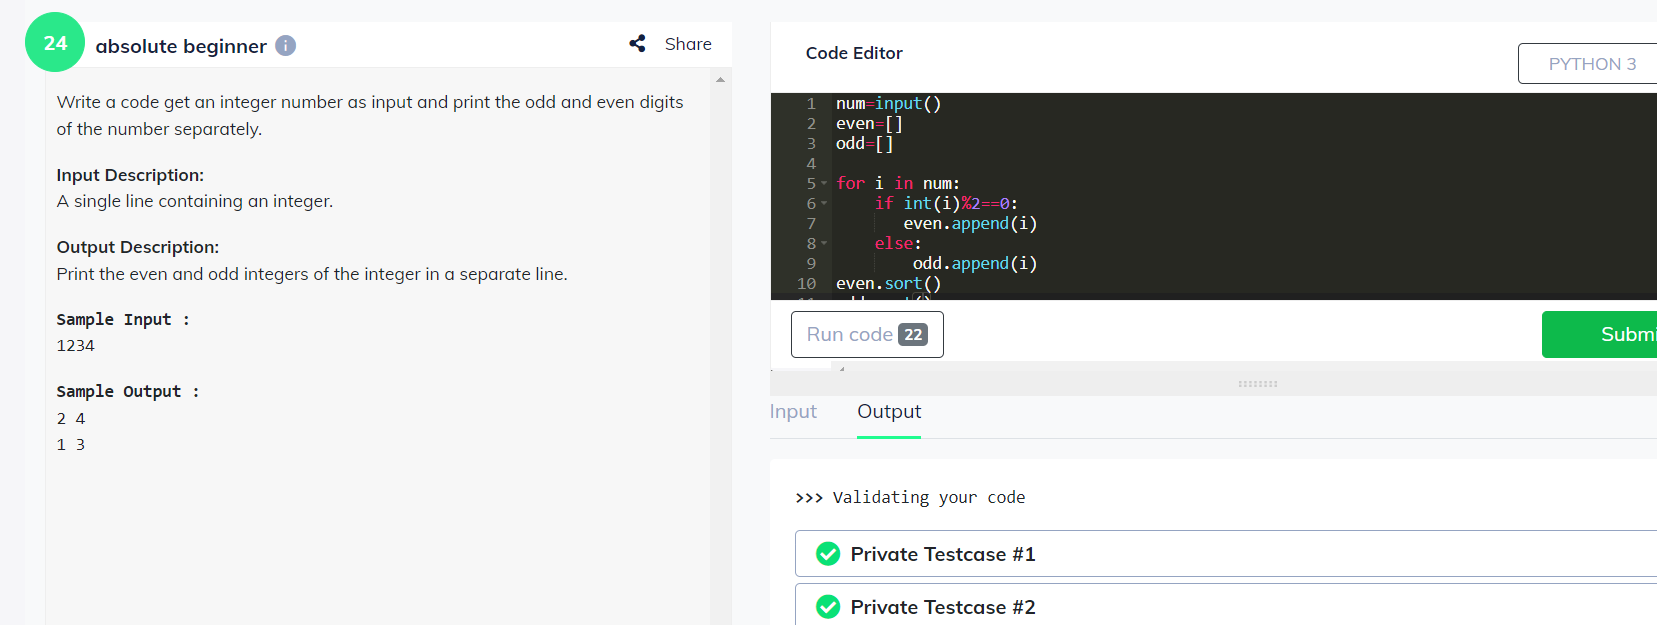 24
absolute beginner
Share
Write a code get an integer number as input and print the odd and even digits
of the number separately.
Input Description:
A single line containing an integer.
Output Description:
Print the even and odd integers of the integer in a separate line.
Sample Input :
1234
Sample Output :
2 4
1 3
Code Editor
PYTHON 3
1 num=input()
2 even=[]
3 odd=[]
4
5 for i in num:
6 if int(i)%2==0:
7 even.append(i)
8 else:
9 odd.append(i)
10 even.sort()
Run code 22
Submi
Input Output
>>> Validating your code
Private Testcase #1
Private Testcase #2